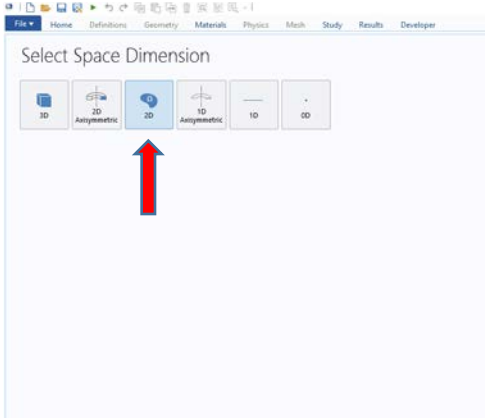 File Home Definitions Geometry Materials Physics Mesh Study Results Developer
Select Space Dimension
3D 2D Axisymmetric 2D 1D Axisymmetric 1D 0D